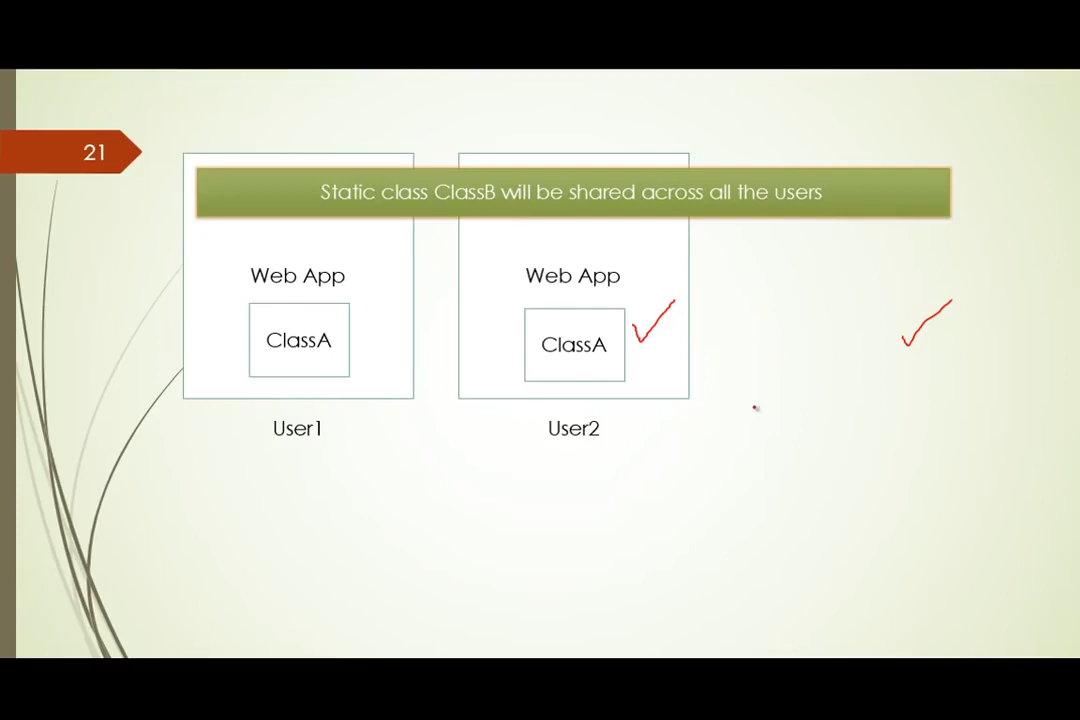 21
Static class ClassB will be shared across all the users
Web App
Web App
ClassA
ClassA
User1
User2